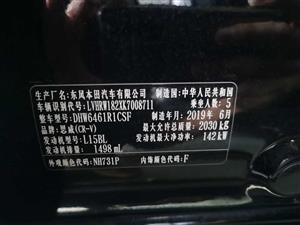 生产厂名：东风本田汽车有限公司 制造国：中华人民共和国
车辆识别代号：LVHRW182XK7008711 乘坐人数：5
整车型号：DHW6461R1CSF 制造年月：2019年6月
品牌：思威(CR-V) 最大允许总质量：2030 kg
发动机型号：L15BL 发动机最大净功率：142 kW
发动机排量：1498 mL
外观颜色代码：NH731P 内饰颜色代码：F